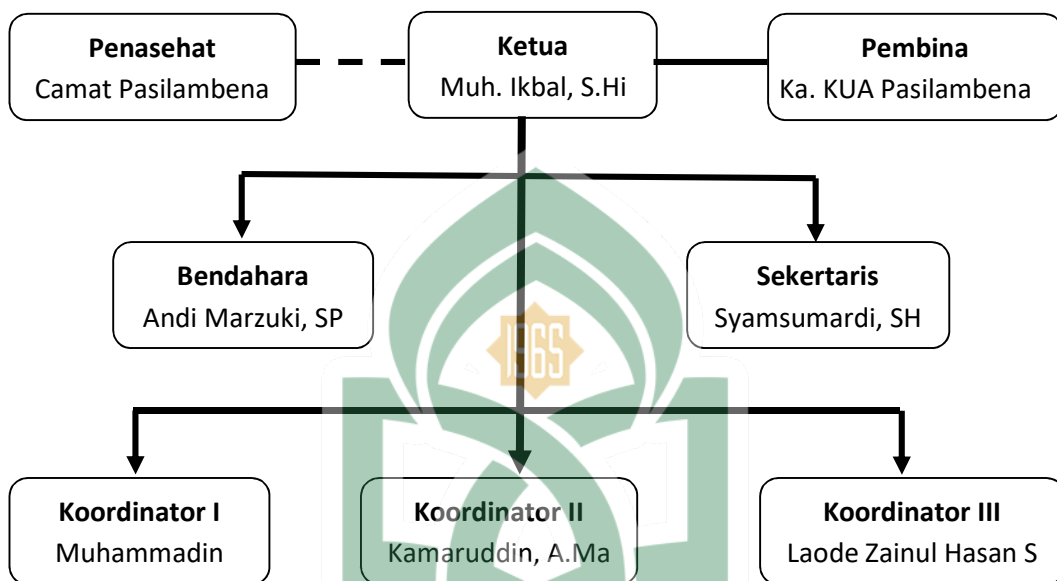 Penasehat
Camat Pasilambena
Ketua
Muh. Ikbal, S.Hi
Pembina
Ka. KUA Pasilambena
Bendahara
Andi Marzuki, SP
Sekertaris
Syamsumardi, SH
1965
Koordinator I
Muhammadin
Koordinator II
Kamaruddin, A.Ma
Koordinator III
Laode Zainul Hasan S